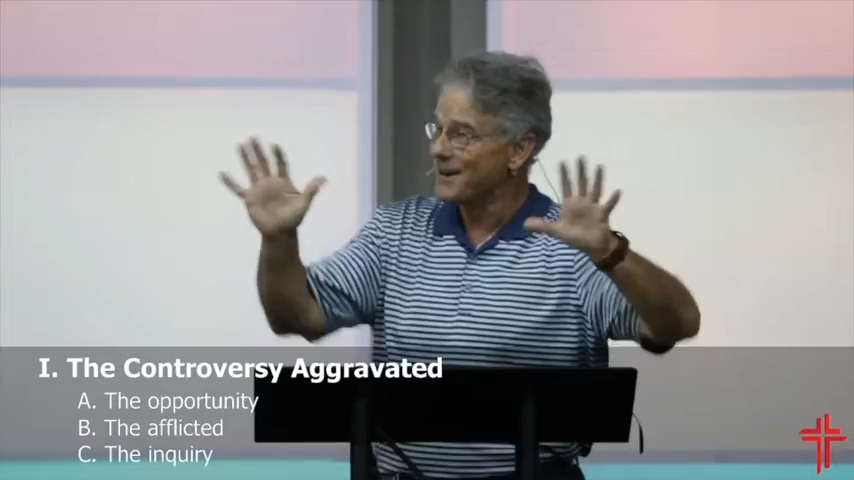 I. The Controversy Aggravated
A. The opportunity
B. The afflicted
C. The inquiry